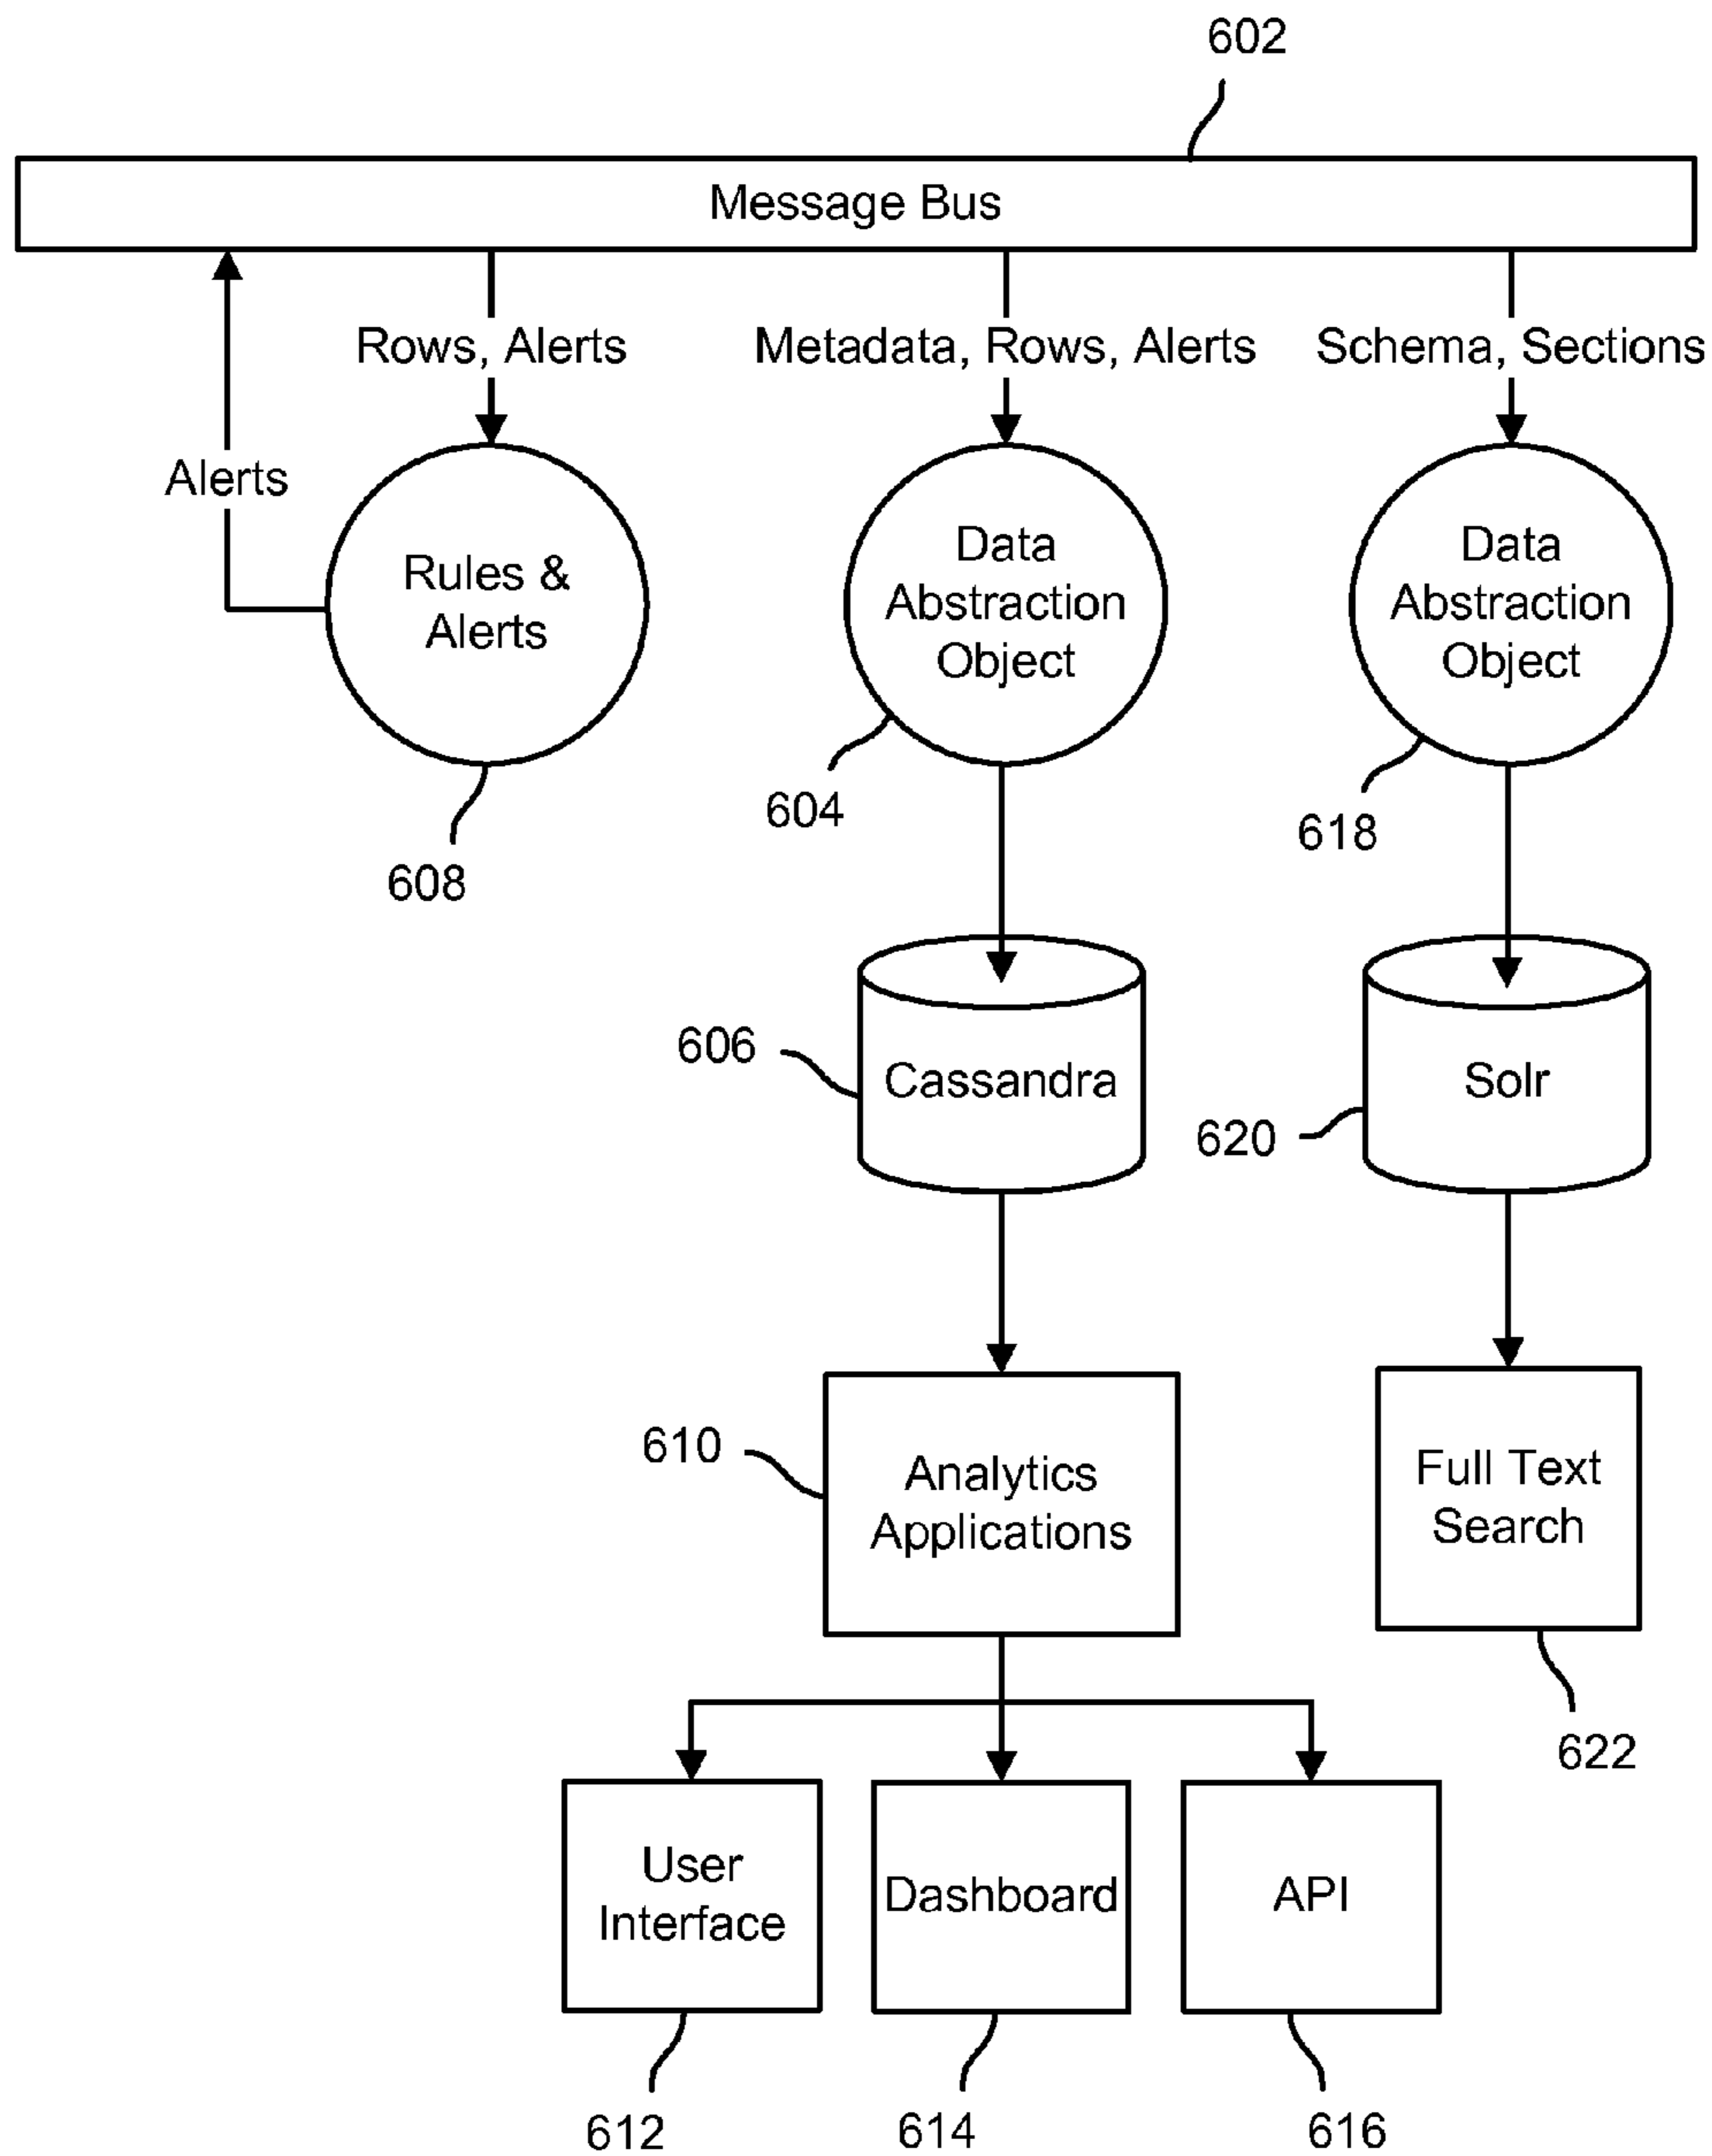 602
Message Bus
Rows, Alerts
Metadata, Rows, Alerts
Schema, Sections
Alerts
Rules &
Alerts
Data
Abstraction
Object
Data
Abstraction
Object
604
618
608
606
Cassandra
Solr
620
610
Analytics
Applications
Full Text
Search
622
User
Interface
Dashboard
API
612
614
616